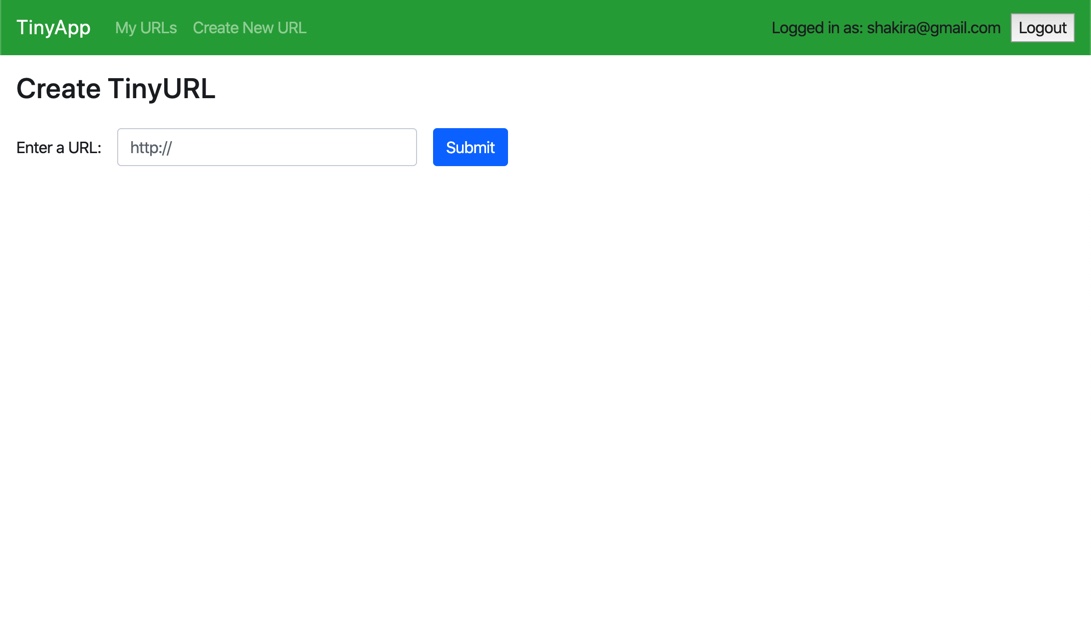 TinyApp My URLs Create New URL Logged in as: shakira@gmail.com Logout
Create TinyURL
Enter a URL: http:// Submit